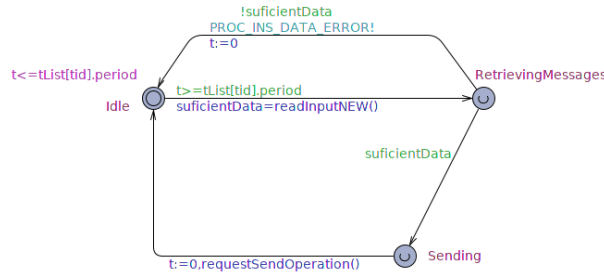 !suficientData
PROC_INS_DATA_ERROR!
t:=0
t<=tList[tid].period
RetrievingMessages
t>=tList[tid].period
Idle
suficientData=readInputNEW()
suficientData
Sending
t:=0,requestSendOperation()